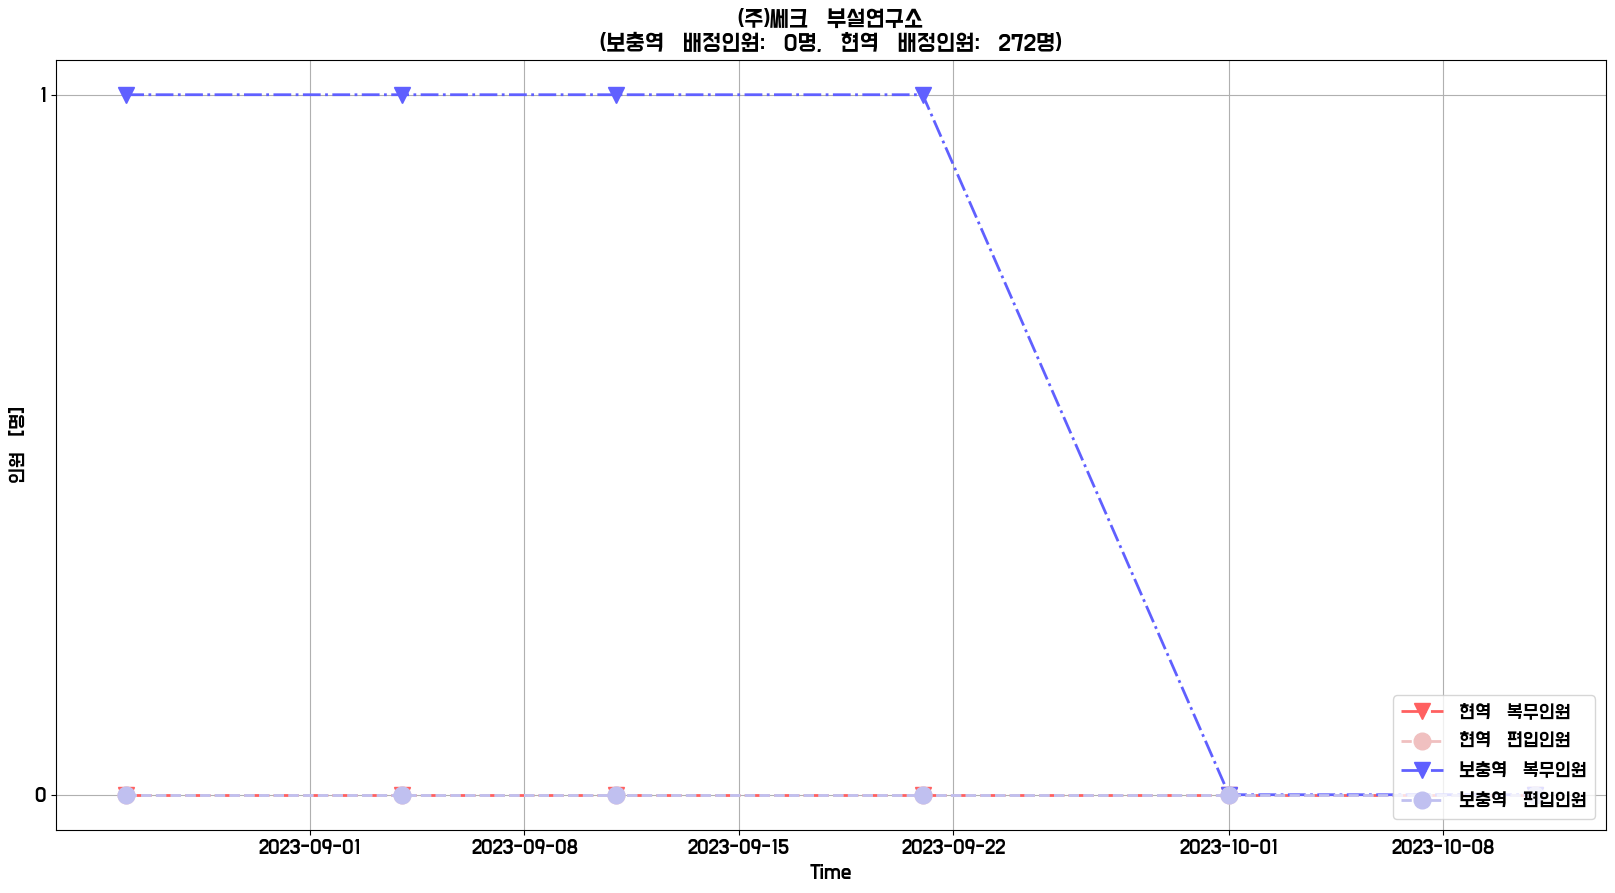 (주)쎄크 부설연구소
(보충역 배정인원: 0명, 현역 배정인원: 272명)
1
0
인원 [명]
2023-09-01
2023-09-08
2023-09-15
2023-09-22
2023-10-01
2023-10-08
Time
현역 복무인원
현역 편입인원
보충역 복무인원
보충역 편입인원